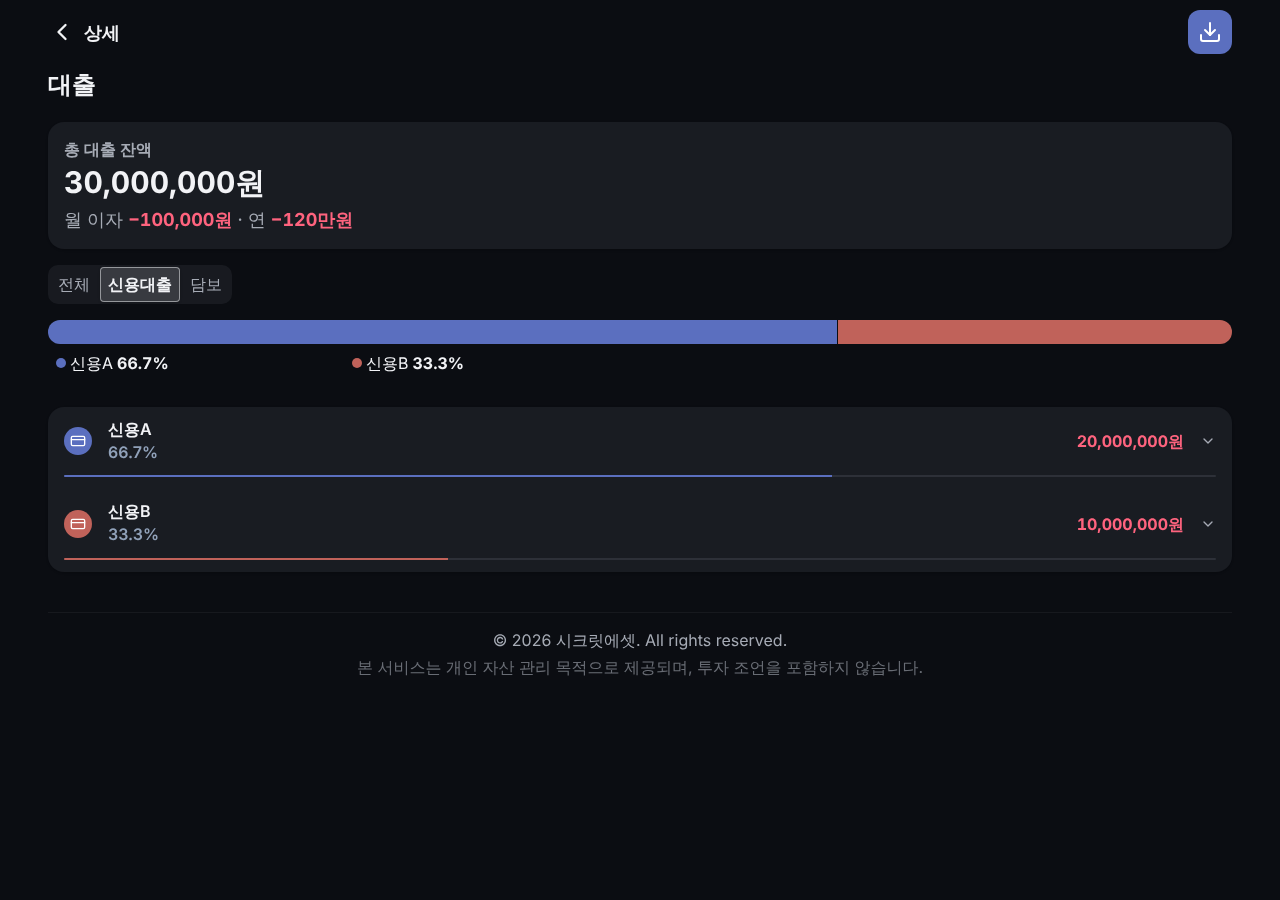 상세
대출
총 대출 잔액
30,000,000원
월 이자 −100,000원 · 연 −120만원
전체 신용대출 담보
신용A 66.7% 신용B 33.3%
신용A
66.7%
20,000,000원
신용B
33.3%
10,000,000원
© 2026 시크릿에셋. All rights reserved.
본 서비스는 개인 자산 관리 목적으로 제공되며, 투자 조언을 포함하지 않습니다.